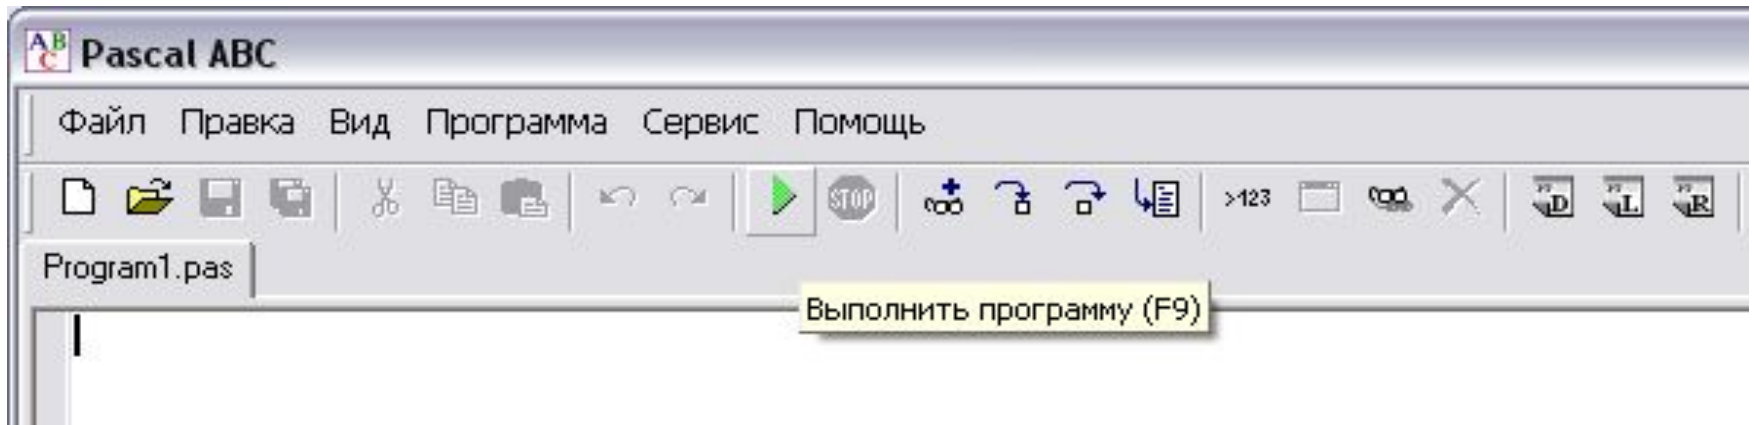 Pascal ABC
Файл Правка Вид Программа Сервис Помощь
STOP >123 D L R
Program1.pas
Выполнить программу (F9)